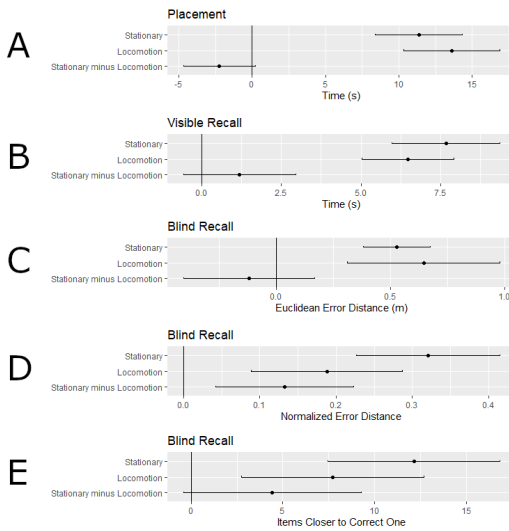 A
Placement
Stationary
Locomotion
Stationary minus Locomotion
-5 0 5 10 15
Time (s)
B
Visible Recall
Stationary
Locomotion
Stationary minus Locomotion
0.0 2.5 5.0 7.5
Time (s)
C
Blind Recall
Stationary
Locomotion
Stationary minus Locomotion
0.0 0.5 1.0
Euclidean Error Distance (m)
D
Blind Recall
Stationary
Locomotion
Stationary minus Locomotion
0.0 0.1 0.2 0.3 0.4
Normalized Error Distance
E
Blind Recall
Stationary
Locomotion
Stationary minus Locomotion
0 5 10 15
Items Closer to Correct One